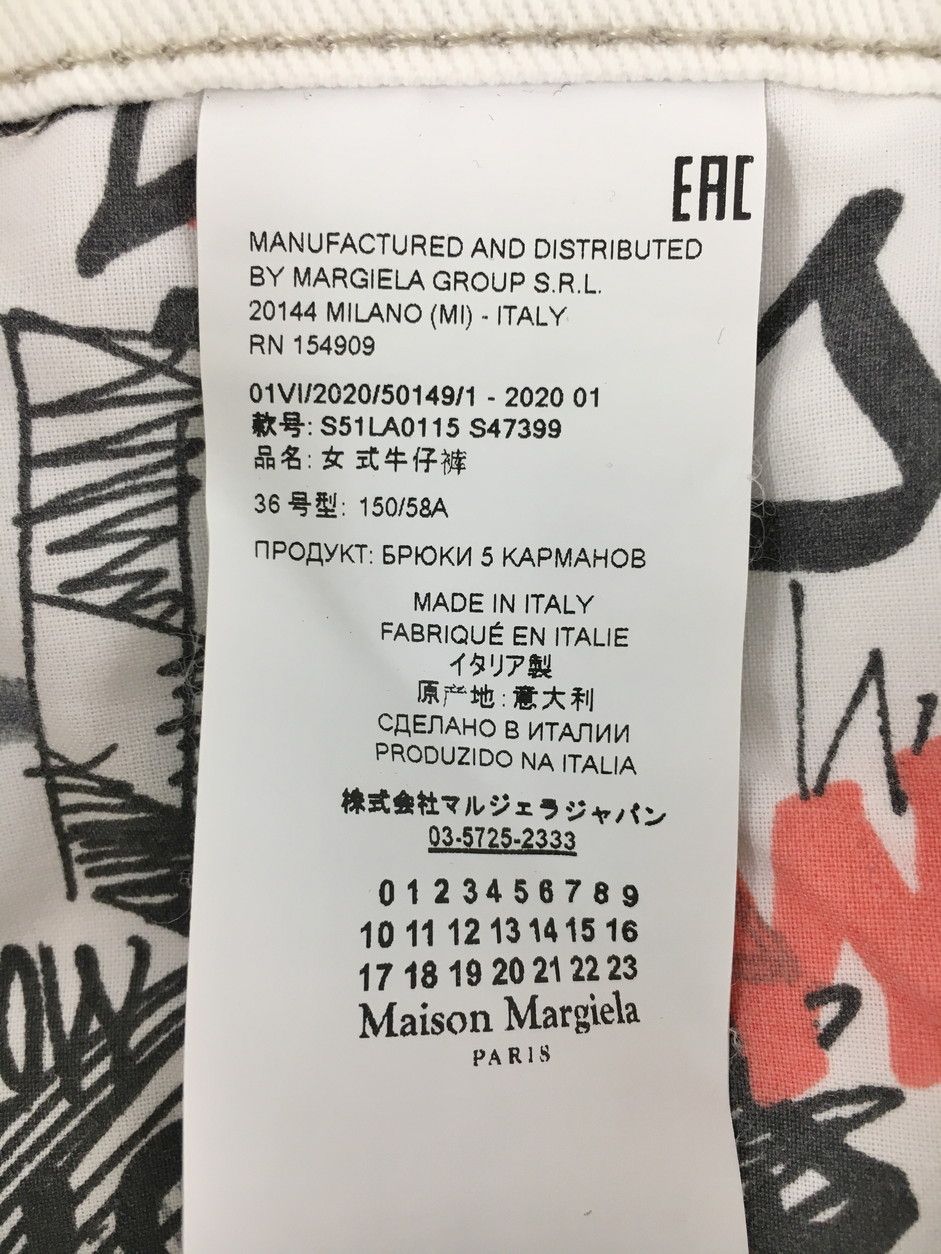 EAC
MANUFACTURED AND DISTRIBUTED
BY MARGIELA GROUP S.R.L.
20144 MILANO (MI) - ITALY
RN 154909
01VI/2020/50149/1 - 2020 01
款号: S51LA0115 S47399
品名: 女 式牛仔裤
36 号型: 150/58A
ПРОДУКТ: БРЮКИ 5 КАРМАНОВ
MADE IN ITALY
FABRIQUÉ EN ITALIE
イタリア製
原产地: 意大利
СДЕЛАНО В ИТАЛИИ
PRODUZIDO NA ITALIA
株式会社マルジェラジャパン
03-5725-2333
0 1 2 3 4 5 6 7 8 9
10 11 12 13 14 15 16
17 18 19 20 21 22 23
Maison Margiela
PARIS